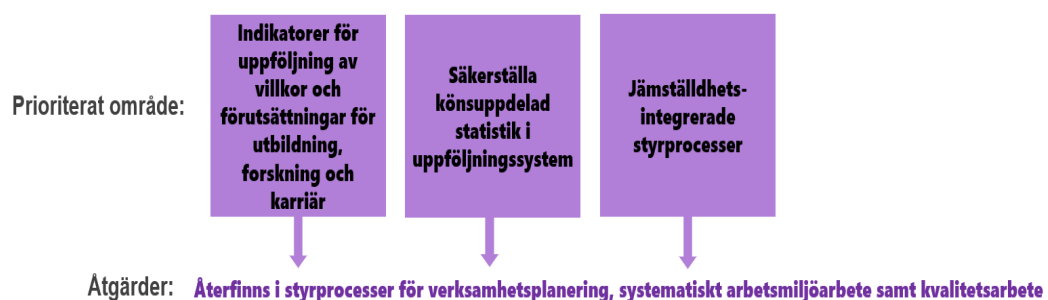 Prioriterat område:
Indikatorer för
uppföljning av
villkor och
förutsättningar för
utbildning,
forskning och
karriär
Säkerställa
könsuppdelad
statistik i
uppföljningssystem
Jämställdhets-
integrerade
styrprocesser
Åtgärder: Återfinns i styrprocesser för verksamhetsplanering, systematiskt arbetsmiljöarbete samt kvalitetsarbete